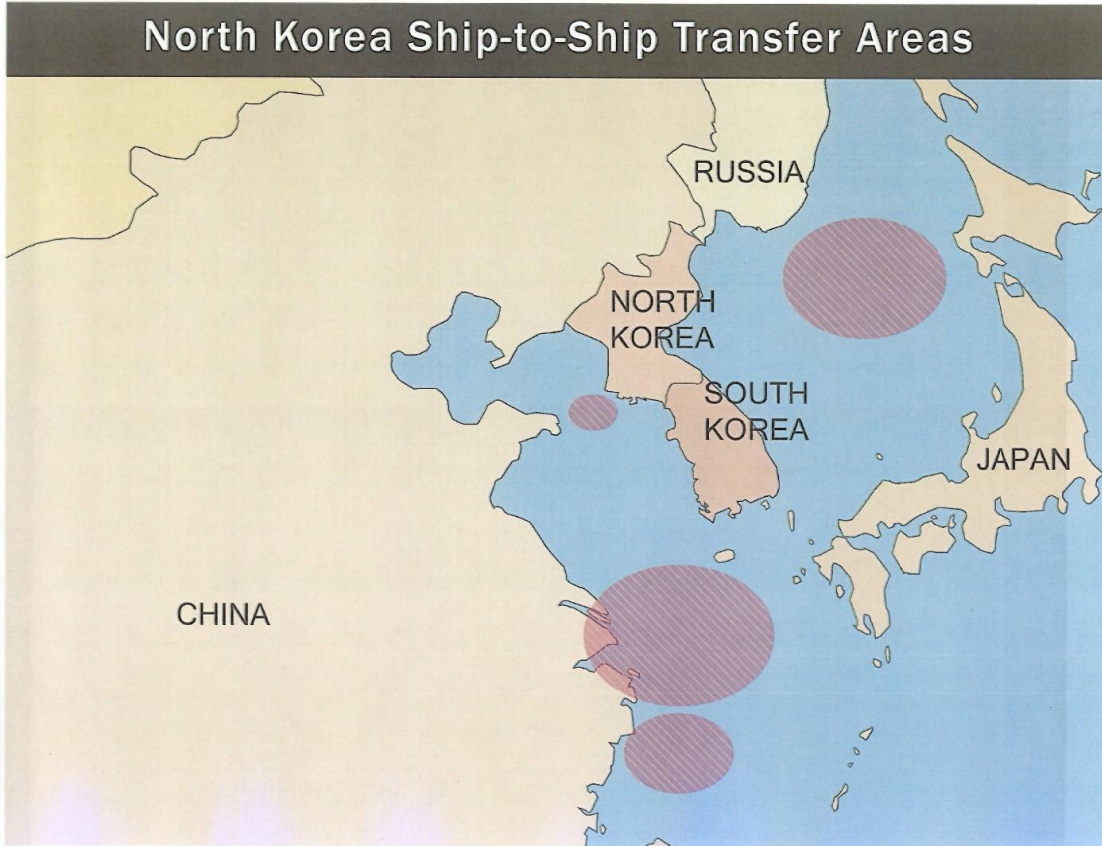 North Korea Ship-to-Ship Transfer Areas
RUSSIA
NORTH
KOREA
SOUTH
KOREA
JAPAN
CHINA